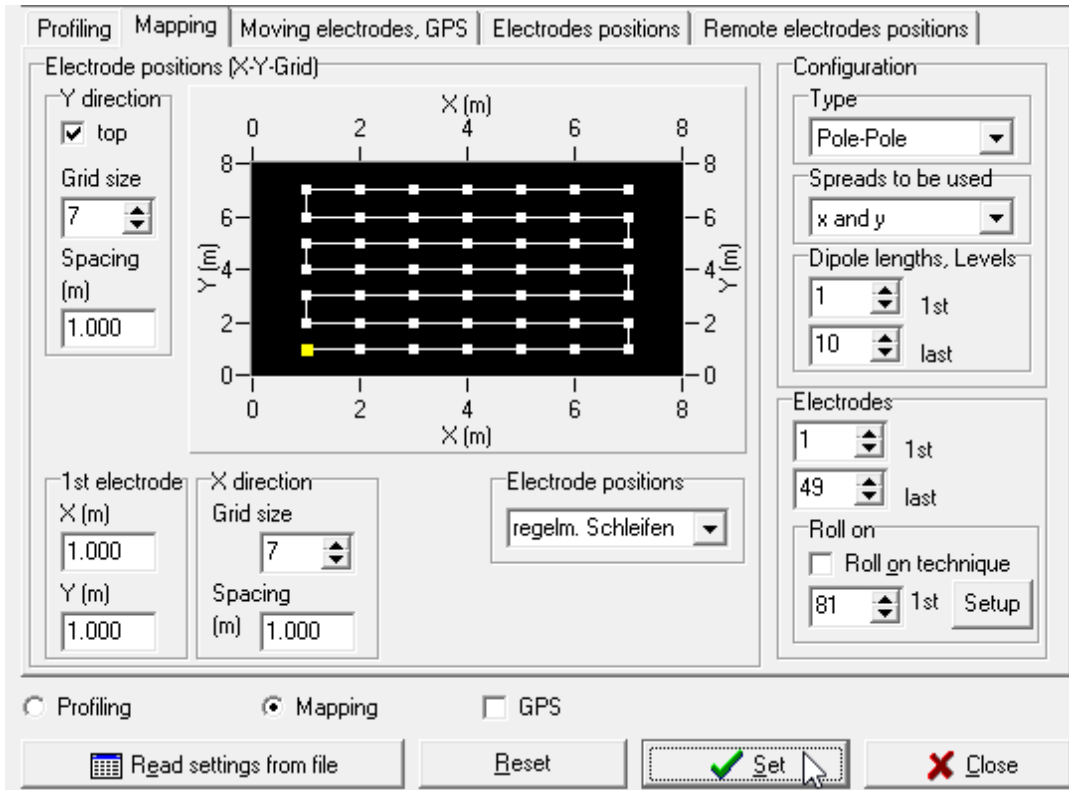 Profiling Mapping Moving electrodes, GPS Electrodes positions Remote electrodes positions
Electrode positions (X-Y-Grid)
Y direction
top
Grid size
7
Spacing
(m)
1.000
X (m)
0 2 4 6 8
8 8
6 6
Y (m) 4 4 Y (m)
2 2
0 0
0 2 4 6 8
X (m)
1st electrode
X (m)
1.000
Y (m)
1.000
X direction
Grid size
7
Spacing
(m) 1.000
Electrode positions
regelm. Schleifen
Configuration
Type
Pole-Pole
Spreads to be used
x and y
Dipole lengths, Levels
1 1st
10 last
Electrodes
1 1st
49 last
Roll on
Roll on technique
81 1st Setup
Profiling Mapping GPS
Read settings from file Reset Set Close